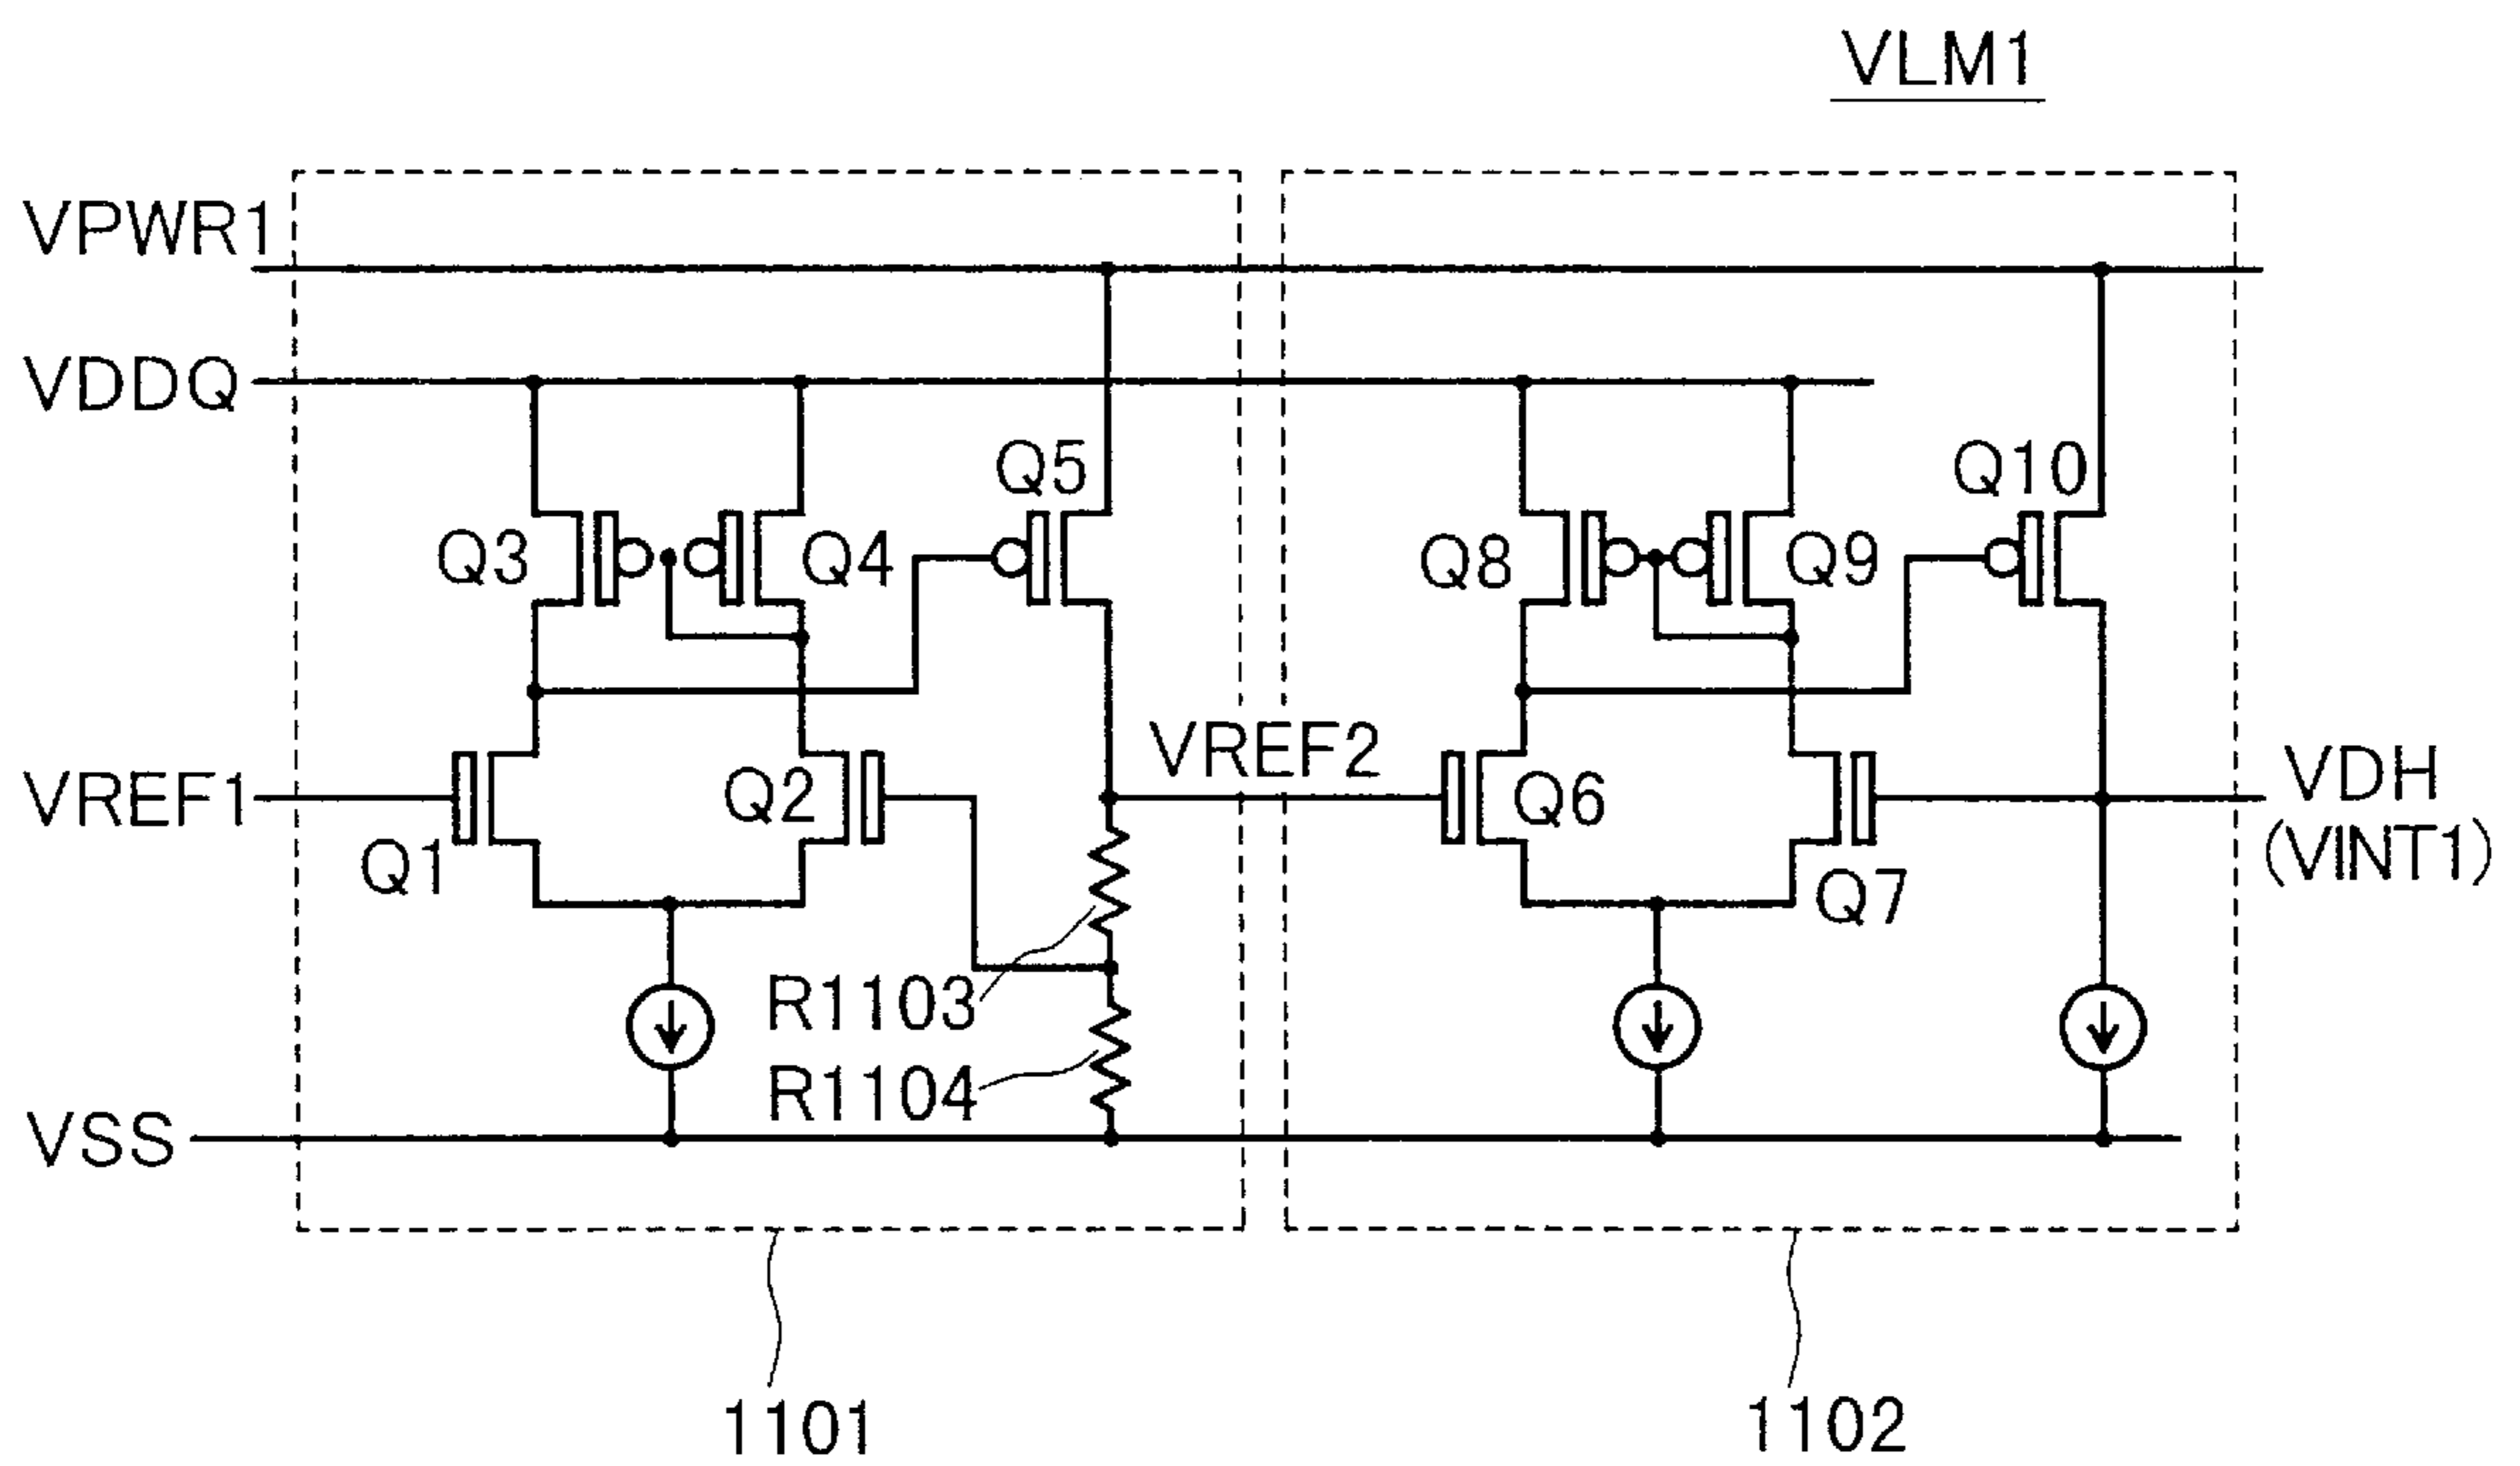 VLM1
VPWR1
VDDQ
Q5
Q10
Q3
Q4
Q8
Q9
VREF2
VREF1
Q2
Q6
VDH
(VINT1)
Q1
Q7
R1103
R1104
VSS
1101
1102